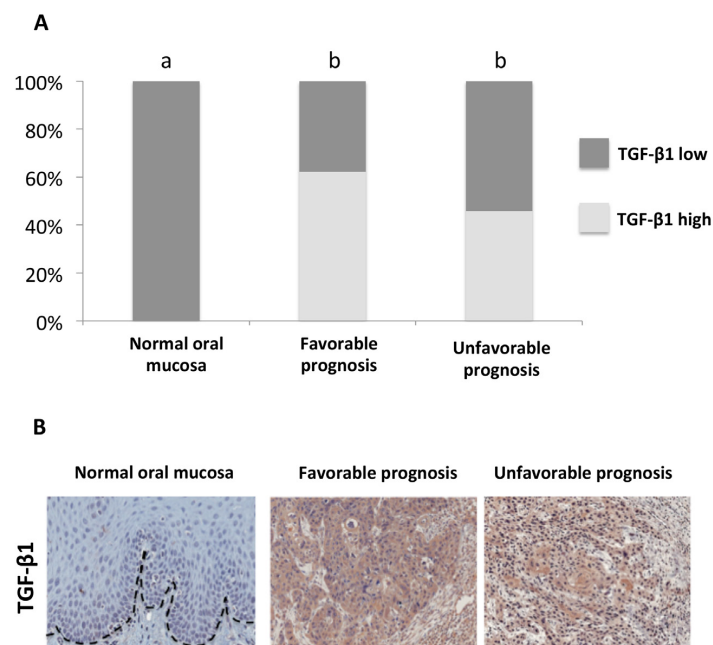 A
a b b
100%
80%
60%
40%
20%
0%
TGF-β1 low
TGF-β1 high
Normal oral
mucosa
Favorable
prognosis
Unfavorable
prognosis
B
Normal oral mucosa Favorable prognosis Unfavorable prognosis
TGF-β1